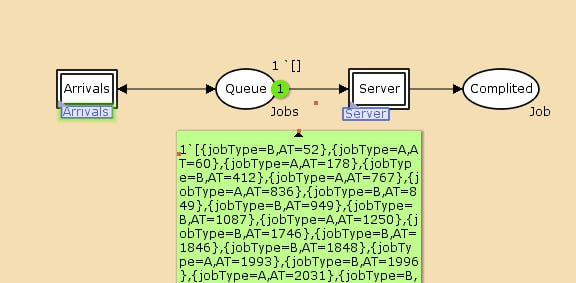 1`[]
Arrivals
Queue
1
Server
Complited
Arrivals
Jobs
Server
Job
1`[{jobType=B,AT=52},{jobType=A,A
T=60},{jobType=A,AT=178},{jobTyp
e=B,AT=412},{jobType=A,AT=767},{j
obType=A,AT=836},{jobType=B,AT=8
49},{jobType=B,AT=949},{jobType=
B,AT=1087},{jobType=A,AT=1250},{j
obType=B,AT=1746},{jobType=B,AT=
1846},{jobType=B,AT=1848},{jobTy
pe=A,AT=1993},{jobType=B,AT=1996
},{jobType=A,AT=2031},{jobType=B,